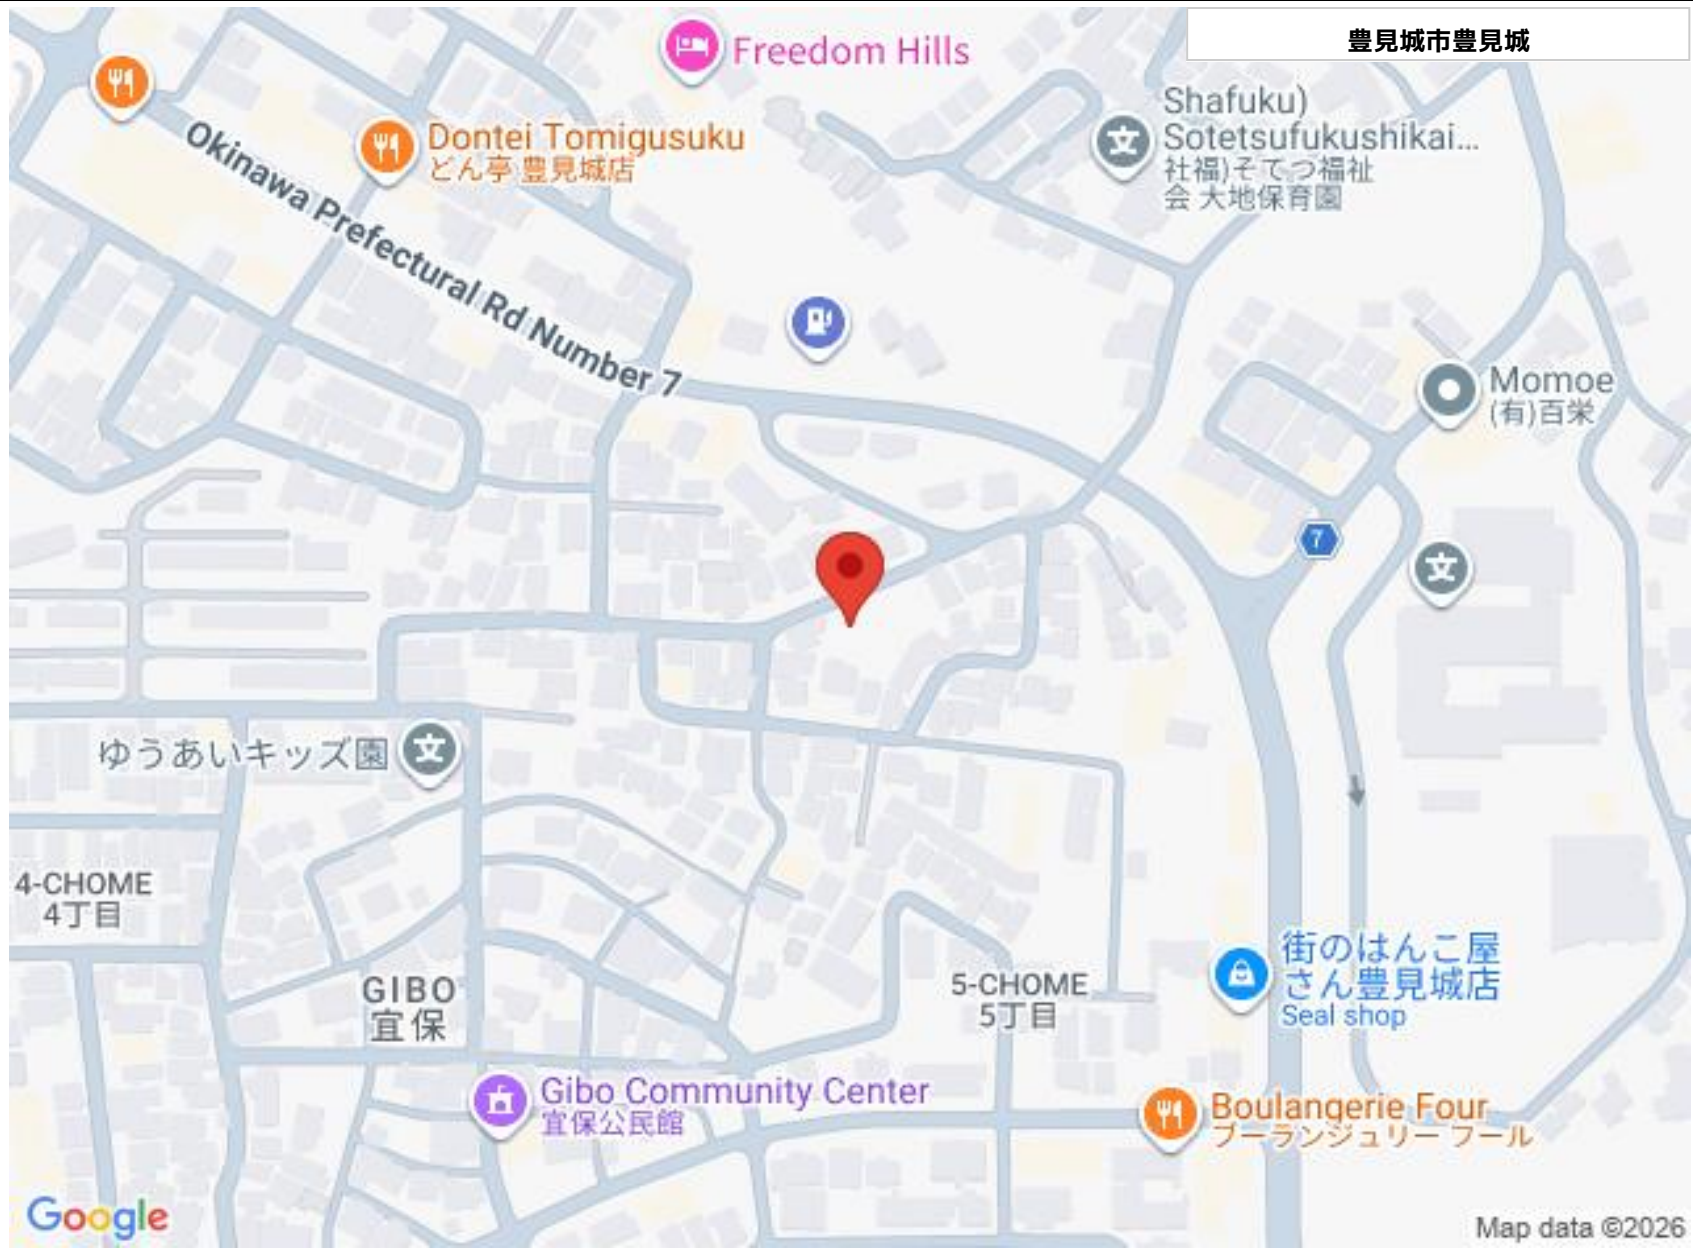 豊見城市豊見城
Freedom Hills
Shafuku)
Sotetsufukushikai...
社福)そてつ福祉
会 大地保育園
Dontei Tomigusuku
どん亭 豊見城店
Okinawa Prefectural Rd Number 7
Momoe
(有)百栄
7
ゆうあいキッズ園
4-CHOME
4丁目
GIBO
宜保
5-CHOME
5丁目
街のはんこ屋
さん豊見城店
Seal shop
Gibo Community Center
宜保公民館
Boulangerie Four
ブーランジュリー フール
Google
Map data ©2026